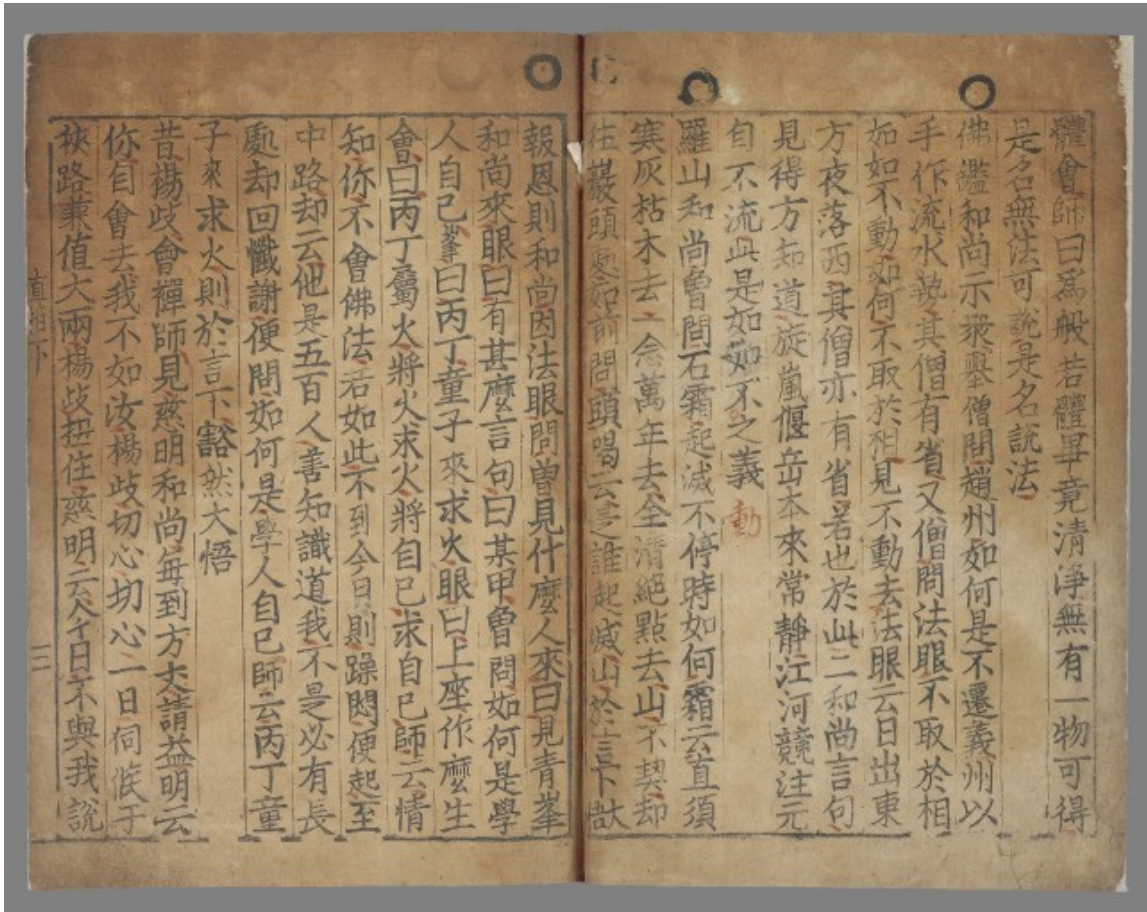 體會師曰爲般若體畢竟淸淨無有一物可得
是名無法可說是名說法
佛鑑和尚示衆擧僧問趙州如何是不遷義州以
手作流水勢其僧有省又僧問法眼不取於相
如如不動如何不取於相見不動去法眼云日出東
方夜落西其僧亦有省若也於此二和尚言句
見得方知道旋嵐偃岳本來常靜江河競注元
自不流此是如如不之義
動
羅山和尚曾問石霜起滅不停時如何霜云直須
寒灰枯木去一念萬年去全淸絕點去山不契却
往巖頭處如前問頭喝云是誰起滅山於言下猷
報恩則和尚因法眼問曾見什麽人來曰見靑峯
和尚來眼曰有甚麽言句曰某甲曾問如何是學
人自己峯曰丙丁童子來求火眼曰上座作麽生
會曰丙丁屬火將火求火將自己求自己師云情
知你不會佛法若如此不到今日則躁悶便起至
中路却云他是五百人善知識道我不是必有長
處却回懺謝便問如何是學人自己師云丙丁童
子來求火則於言下豁然大悟
昔楊歧會禪師見慈明和尚每到方丈請益明云
你自會去我不如汝楊歧切心切心一日伺候于
狹路兼值大雨楊歧扭住慈明云今日不與我說
直指下
三